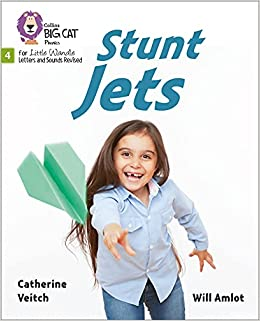 Collins
BIG CAT
Phonics
4
for Little Wandle
Letters and Sounds Revised
Stunt
Jets
Catherine
Veitch
Will Amlot